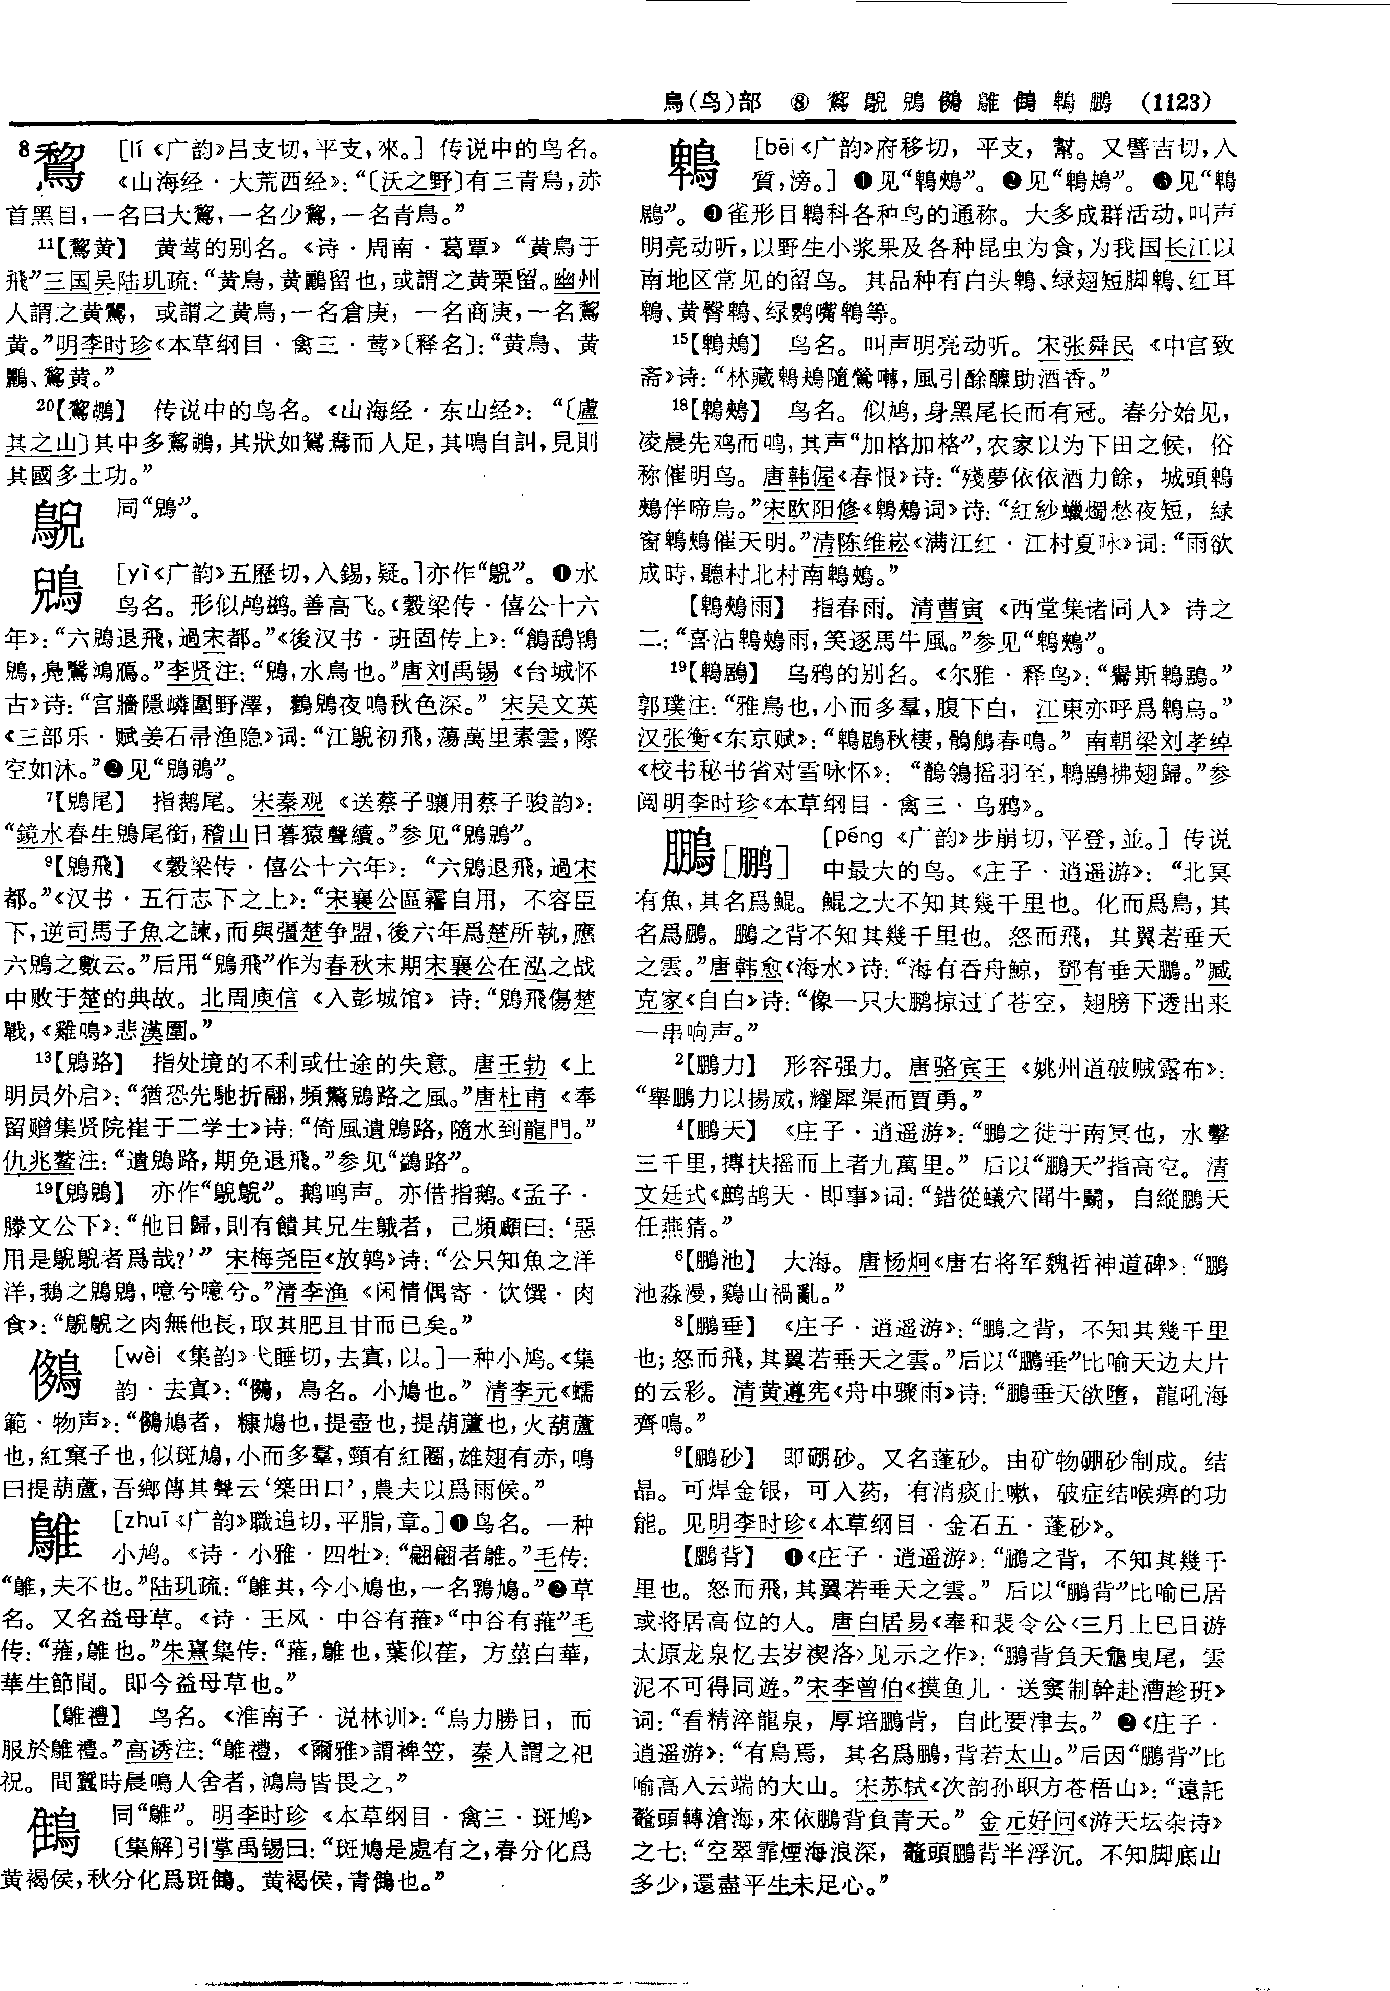 鳥(鸟)部 ⑧ 鵹 鶃 鶂 䳿 鵻 䧹 鵯 鵬 (1123)
8 鵹 [lí《广韵》吕支切,平支,來。] 传说中的鸟名。
《山海经·大荒西经》:“〔沃之野〕有三青鳥,赤
首黑目,一名曰大鵹,一名少鵹,一名青鳥。”
11【鵹黄】 黄莺的别名。《诗·周南·葛覃》“黄鳥于
飛”三国吴陆玑疏:“黄鳥,黄鸝留也,或謂之黄栗留。幽州
人謂之黄鸎,或謂之黄鳥,一名倉庚,一名商庚,一名鵹
黄。”明李时珍《本草纲目·禽三·莺》〔释名〕:“黄鳥、黄
鸝、鵹黄。”
20【鵹鶘】 传说中的鸟名。《山海经·东山经》:“〔盧
其之山〕其中多鵹鶘,其狀如鴛鴦而人足,其鳴自訆,見則
其國多土功。”
鶃 同“鶂”。
鶂 [yì《广韵》五歷切,入錫,疑。]亦作“鶃”。❶水
鸟名。形似鸬鹚。善高飞。《穀梁传·僖公十六
年》:“六鶂退飛,過宋都。”《後汉书·班固传上》:“鶬鴰鴇
鶂,鳧鷖鴻鴈。”李贤注:“鶂,水鳥也。”唐刘禹锡《台城怀
古》诗:“宫牆隱嶙圍野澤,鸛鶂夜鳴秋色深。”宋吴文英
《三部乐·赋姜石帚渔隐》词:“江鶃初飛,蕩萬里素雲,際
空如沐。”❷见“鶂鶂”。
7【鶂尾】 指鹅尾。宋秦观《送蔡子骧用蔡子骏韵》:
“鏡水春生鶂尾銜,稽山日暮猿聲續。”参见“鶂鶂”。
9【鶂飛】 《穀梁传·僖公十六年》:“六鶂退飛,過宋
都。”《汉书·五行志下之上》:“宋襄公區霿自用,不容臣
下,逆司馬子魚之諫,而與彊楚争盟,後六年爲楚所執,應
六鶂之數云。”后用“鶂飛”作为春秋末期宋襄公在泓之战
中败于楚的典故。北周庾信《入彭城馆》诗:“鶂飛傷楚
戰,《雞鳴》悲漢圍。”
13【鶂路】 指处境的不利或仕途的失意。唐王勃《上
明员外启》:“猶恐先馳折翮,頻驚鶂路之風。”唐杜甫《奉
留赠集贤院崔于二学士》诗:“倚風遺鶂路,隨水到龍門。”
仇兆鳌注:“遺鶂路,期免退飛。”参见“鷁路”。
19【鶂鶂】 亦作“鶃鶃”。鹅鸣声。亦借指鹅。《孟子·
滕文公下》:“他日歸,則有饋其兄生鵝者,己頻顣曰:‘惡
用是鶃鶃者爲哉?’”宋梅尧臣《放鹑》诗:“公只知魚之洋
洋,鵝之鶂鶂,噫兮噫兮。”清李渔《闲情偶寄·饮馔·肉
食》:“鶃鶃之肉無他長,取其肥且甘而已矣。”
[wèi《集韵》弋睡切,去寘,以。]一种小鸠。《集
韵·去寘》:“鳥名。小鳩也。”清李元《蠕
範·物声》:“鳩者,糠鳩也,提壺也,提葫蘆也,火葫蘆
也,紅窠子也,似斑鳩,小而多羣,頸有紅圈,雄翅有赤,鳴
曰提葫蘆,吾鄉傳其聲云‘築田口’,農夫以爲雨候。”
鵻 [zhuī《广韵》職追切,平脂,章。]❶鸟名。一种
小鸠。《诗·小雅·四牡》:“翩翩者鵻。”毛传:
“鵻,夫不也。”陆玑疏:“鵻其,今小鳩也,一名鶉鳩。”❷草
名。又名益母草。《诗·王风·中谷有蓷》“中谷有蓷”毛
传:“蓷,鵻也。”朱熹集传:“蓷,鵻也,葉似萑,方莖白華,
華生節間。即今益母草也。”
【鵻禮】 鸟名。《淮南子·说林训》:“烏力勝日,而
服於鵻禮。”高诱注:“鵻禮,《爾雅》謂裨笠,秦人謂之祀
祝。間蠶時晨鳴人舍者,鴻鳥皆畏之。”
同“鵻”。明李时珍《本草纲目·禽三·斑鸠》
〔集解〕引掌禹锡曰:“斑鳩是處有之,春分化爲
黄褐侯,秋分化爲斑。黄褐侯,青也。”
鵯 [bēi《广韵》府移切,平支,幫。又譬吉切,入
質,滂。]❶见“鵯鶋”。❷见“鵯鴂”。❸见“鵯
鶋”。❹雀形目鵯科各种鸟的通称。大多成群活动,叫声
明亮动听,以野生小浆果及各种昆虫为食,为我国长江以
南地区常见的留鸟。其品种有白头鵯、绿翅短脚鵯、红耳
鵯、黄臀鵯、绿鹦嘴鵯等。
15【鵯鴂】 鸟名。叫声明亮动听。宋张舜民《中宫致
斋》诗:“林藏鵯鴂隨鶯囀,風引酴醾助酒香。”
18【鵯鶋】 鸟名。似鸠,身黑尾长而有冠。春分始见,
凌晨先鸡而鸣,其声“加格加格”,农家以为下田之候,俗
称催明鸟。唐韩偓《春恨》诗:“殘夢依依酒力餘,城頭鵯
鵊伴啼烏。”宋欧阳修《鵯鵊词》诗:“紅紗蠟燭愁夜短,緑
窗鵯鵊催天明。”清陈维崧《满江红·江村夏咏》词:“雨欲
成時,聽村北村南鵯鵊。”
【鵯鵊雨】 指春雨。清曹寅《西堂集诸同人》诗之
二:“喜沾鵯鵊雨,笑逐馬牛風。”参见“鵯鵊”。
19【鵯鶋】 乌鸦的别名。《尔雅·释鸟》:“鸒斯鵯鶋。”
郭璞注:“雅烏也,小而多羣,腹下白,江東亦呼爲鵯烏。”
汉张衡《东京赋》:“鵯鶋秋棲,鶻鵃春鳴。”南朝梁刘孝绰
《校书秘书省对雪咏怀》:“鶺鴒摇羽至,鵯鶋拂翅歸。”参
阅明李时珍《本草纲目·禽三·乌鸦》。
鵬[鹏] [péng《广韵》步崩切,平登,並。] 传说
中最大的鸟。《庄子·逍遥游》:“北冥
有魚,其名爲鯤。鯤之大不知其幾千里也。化而爲鳥,其
名爲鵬。鵬之背不知其幾千里也。怒而飛,其翼若垂天
之雲。”唐韩愈《海水》诗:“海有吞舟鲸,鄧有垂天鵬。”臧
克家《自白》诗:“像一只大鹏掠过了苍空,翅膀下透出来
一串响声。”
2【鵬力】 形容强力。唐骆宾王《姚州道破贼露布》:
“舉鵬力以揚威,耀犀渠而賈勇。”
4【鵬天】 《庄子·逍遥游》:“鵬之徙于南冥也,水擊
三千里,摶扶摇而上者九萬里。”后以“鵬天”指高空。清
文廷式《鹧鸪天·即事》词:“錯從蟻穴聞牛鬭,自縱鵬天
任燕猜。”
6【鵬池】 大海。唐杨炯《唐右将军魏哲神道碑》:“鵬
池淼漫,鷄山禍亂。”
8【鵬垂】 《庄子·逍遥游》:“鵬之背,不知其幾千里
也;怒而飛,其翼若垂天之雲。”后以“鵬垂”比喻天边大片
的云彩。清黄遵宪《舟中骤雨》诗:“鵬垂天欲墮,龍吼海
齊鳴。”
9【鵬砂】 即硼砂。又名蓬砂。由矿物硼砂制成。结
晶。可焊金银,可入药,有消痰止嗽,破症结喉痹的功
能。见明李时珍《本草纲目·金石五·蓬砂》。
【鵬背】 ❶《庄子·逍遥游》:“鵬之背,不知其幾千
里也。怒而飛,其翼若垂天之雲。”后以“鵬背”比喻已居
或将居高位的人。唐白居易《奉和裴令公〈三月上巳日游
太原龙泉忆去岁禊洛〉见示之作》:“鵬背負天龜曳尾,雲
泥不可得同遊。”宋李曾伯《摸鱼儿·送窦制幹赴漕趁班》
词:“看精淬龍泉,厚培鵬背,自此要津去。”❷《庄子·
逍遥游》:“有鳥焉,其名爲鵬,背若太山。”后因“鵬背”比
喻高入云端的大山。宋苏轼《次韵孙职方苍梧山》:“遠託
鼇頭轉滄海,來依鵬背負青天。”金元好问《游天坛杂诗》
之七:“空翠霏煙海浪深,鼇頭鵬背半浮沉。不知脚底山
多少,還盡平生未足心。”